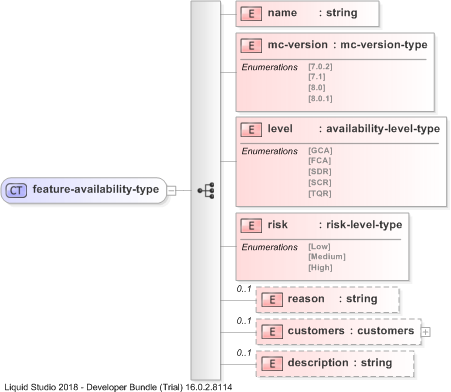 E name : string
E mc-version : mc-version-type
Enumerations [7.0.2]
[7.1]
[8.0]
[8.0.1]
E level : availability-level-type
Enumerations [GCA]
[FCA]
[SDR]
[SCR]
[TQR]
CT feature-availability-type
E risk : risk-level-type
Enumerations [Low]
[Medium]
[High]
0..1
E reason : string
0..1
E customers : customers
0..1
E description : string
Liquid Studio 2018 - Developer Bundle (Trial) 16.0.2.8114